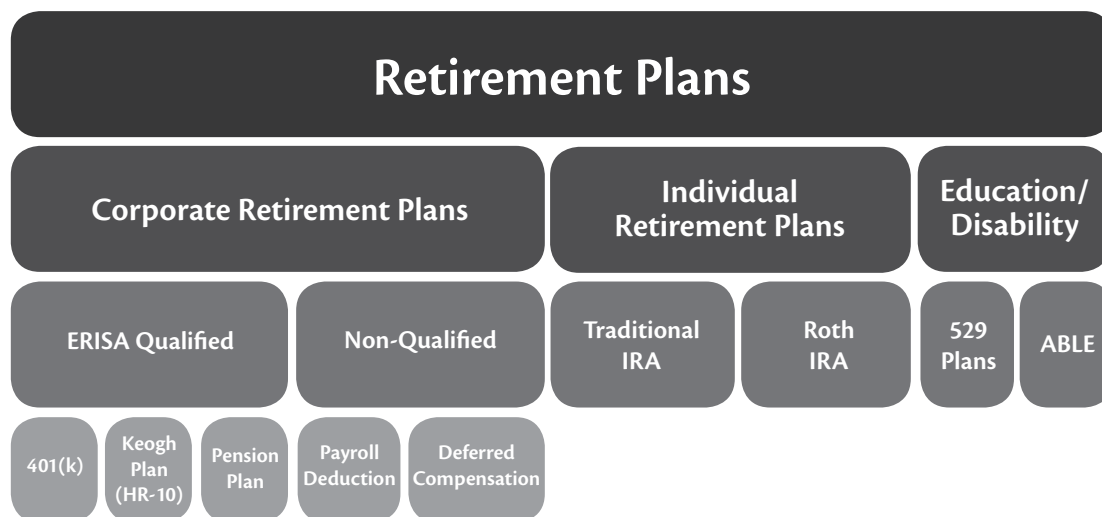 Retirement Plans
Corporate Retirement Plans
Individual
Retirement Plans
Education/
Disability
ERISA Qualified
Non-Qualified
Traditional
IRA
Roth
IRA
529
Plans
ABLE
401(k)
Keogh
Plan
(HR-10)
Pension
Plan
Payroll
Deduction
Deferred
Compensation